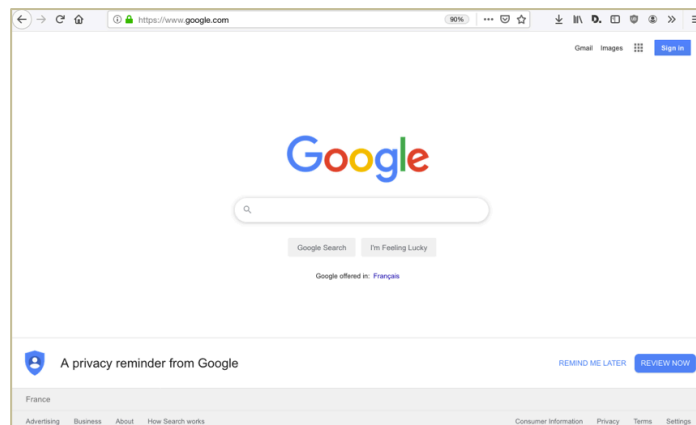 https://www.google.com 90%
Gmail Images Sign in
Google
Google Search I'm Feeling Lucky
Google offered in: Français
A privacy reminder from Google REMIND ME LATER REVIEW NOW
France
Advertising Business About How Search works Consumer Information Privacy Terms Settings